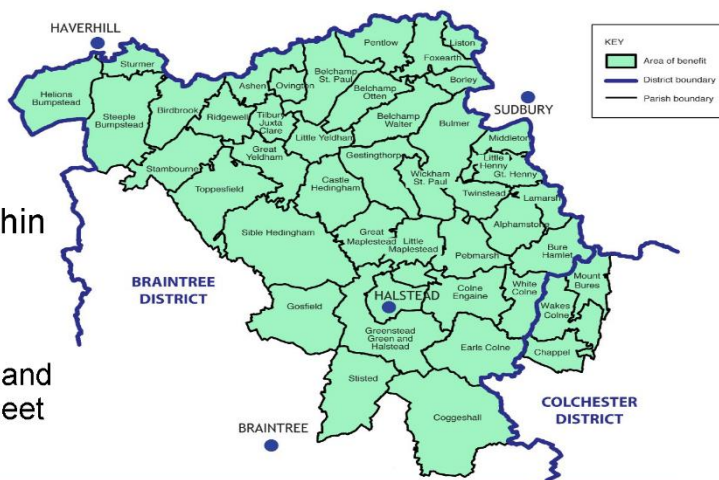 HAVERHILL
KEY
Area of benefit
District boundary
Parish boundary
Sturmer
Helions
Bumpstead
Steeple
Bumpstead
Birdbrook
Ridgewell
Ashen
Ovington
Tilbury
Juxta
Clare
Belchamp
St. Paul
Pentlow
Foxearth
Liston
Borley
Belchamp
Otten
Belchamp
Walter
SUDBURY
Bulmer
Middleton
Little
Henny
Gt. Henny
Little Yeldham
Great
Yeldham
Stambourne
Toppesfield
Gestingthorpe
Castle
Hedingham
Wickham
St. Paul
Twinstead
Lamarsh
Alphamstone
hin
Sible Hedingham
Great
Maplestead
Little
Maplestead
Pebmarsh
Bure
Hamlet
BRAINTREE
DISTRICT
Mount
Bures
Colne
Engaine
White
Colne
Wakes
Colne
HALSTEAD
Gosfield
Greenstead
Green and
Halstead
Earls Colne
Chappel
and
eet
Stisted
Coggeshall
COLCHESTER
DISTRICT
BRAINTREE